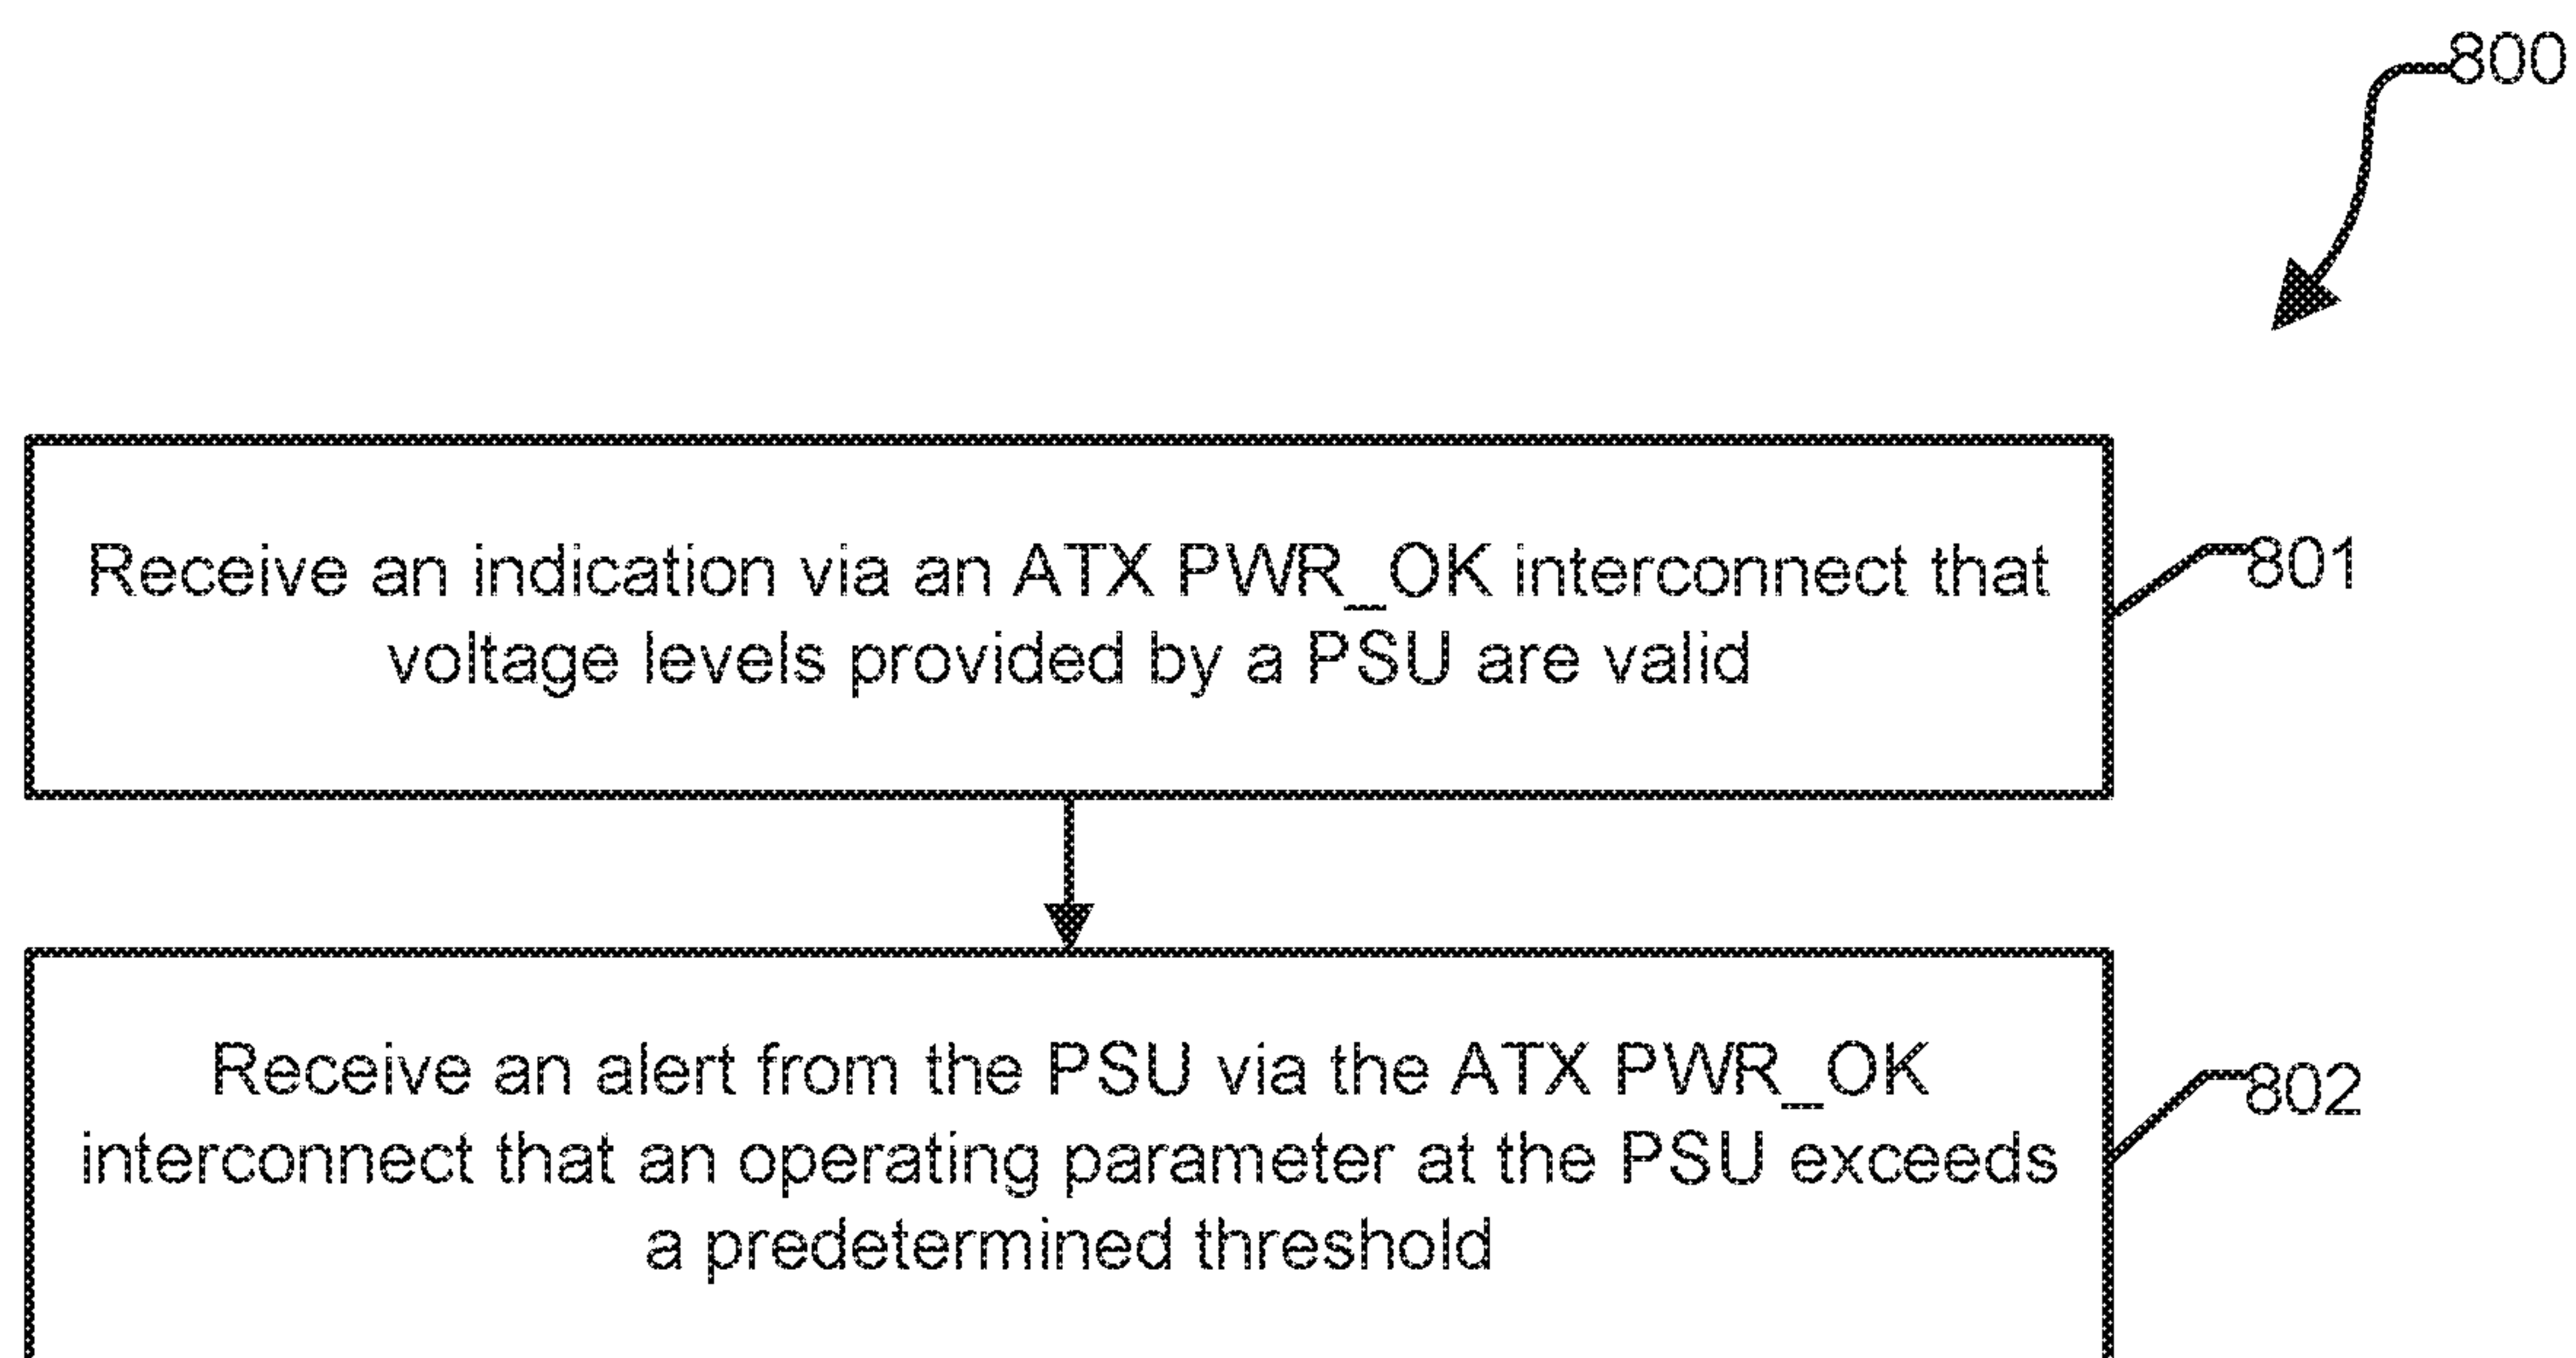 800
Receive an indication via an ATX PWR_OK interconnect that
voltage levels provided by a PSU are valid
801
Receive an alert from the PSU via the ATX PWR_OK
interconnect that an operating parameter at the PSU exceeds
a predetermined threshold
802